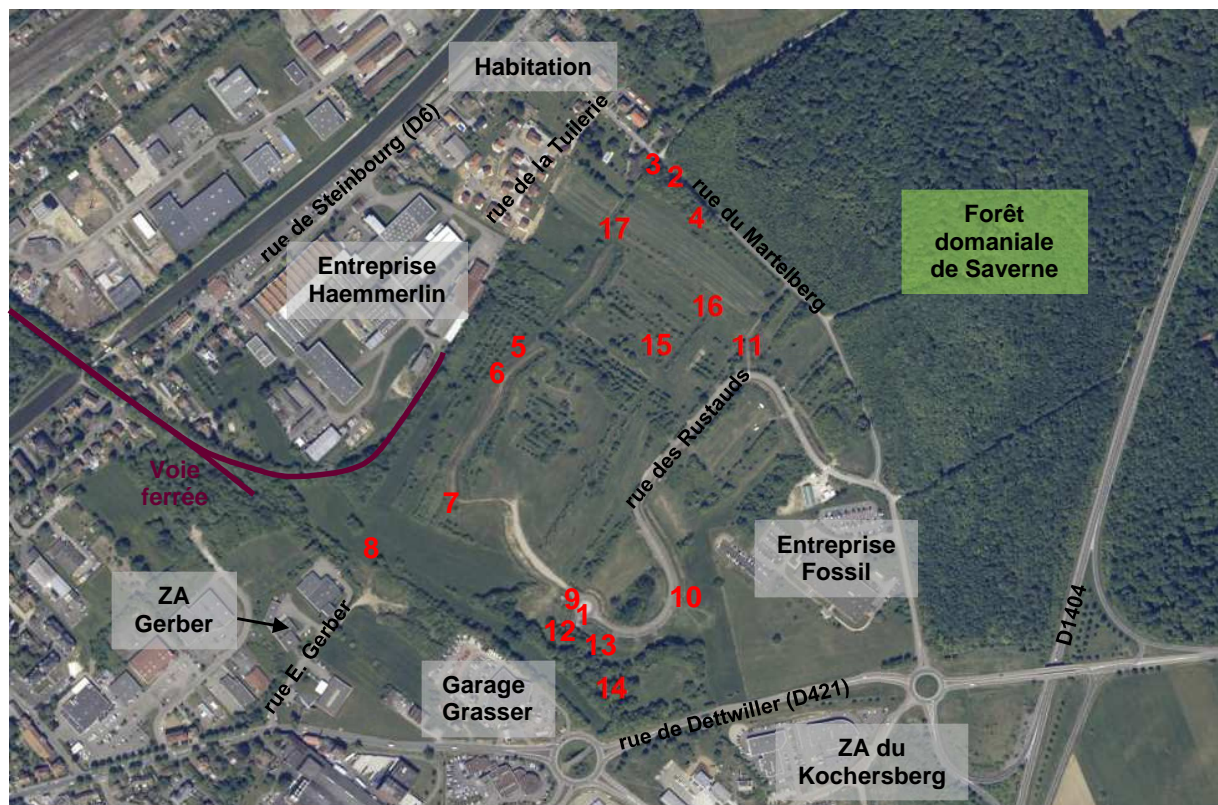 Habitation
rue de Steinbourg (D6)
rue de la Tuilerie
3
2
rue du Martelberg
4
17
Forêt
domaniale
de Saverne
Entreprise
Haemmerlin
16
5
15
11
6
rue des Rustauds
Voie
ferrée
7
8
Entreprise
Fossil
ZA
Gerber
rue E. Gerber
9
1
10
12
13
D1404
14
Garage
Grasser
rue de Dettwiller (D421)
ZA du
Kochersberg